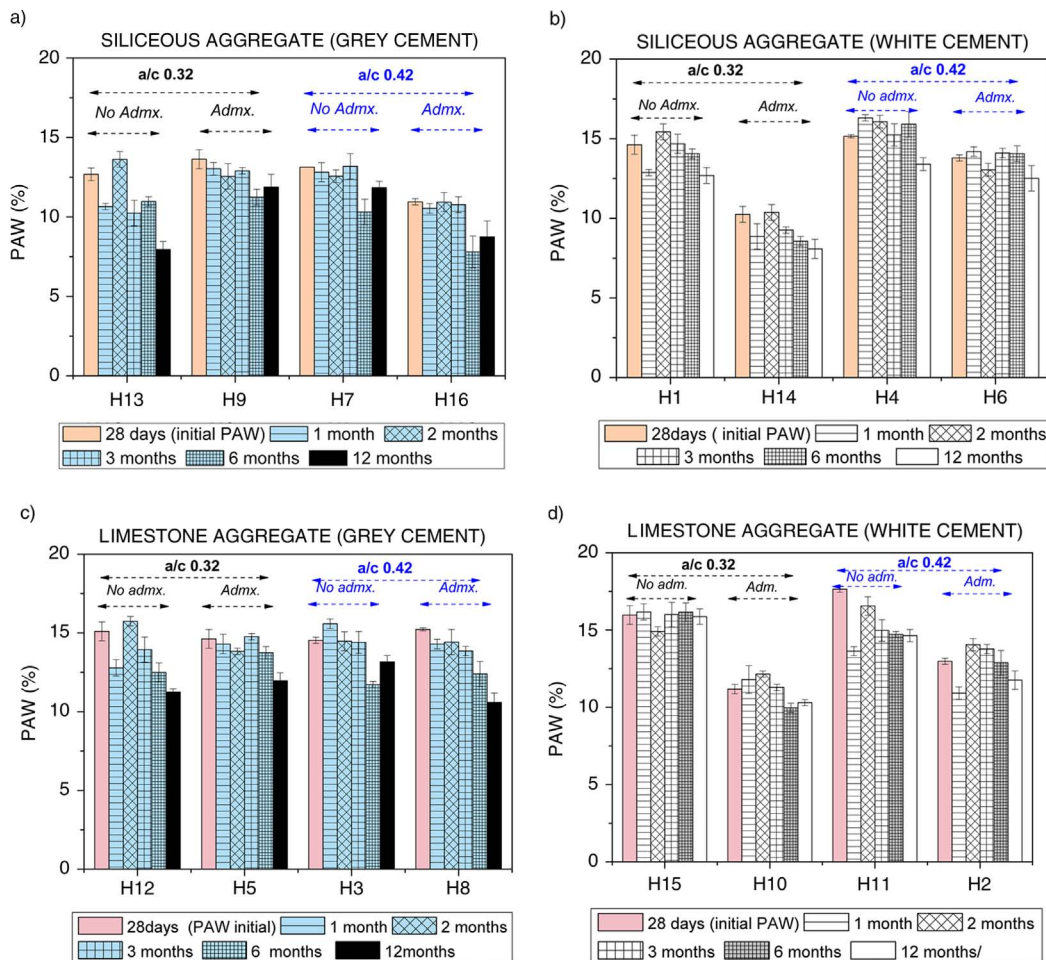 a)
SILICEOUS AGGREGATE (GREY CEMENT)
20
a/c 0.32 a/c 0.42
No Admx. Admx. No Admx. Admx.
15
10
5
0
PAW (%)
H13 H9 H7 H16
28 days (initial PAW) 1 month 2 months
3 months 6 months 12 months
b)
SILICEOUS AGGREGATE (WHITE CEMENT)
20
a/c 0.32 a/c 0.42
No Admx. Admx. No admx. Admx.
15
10
5
0
PAW (%)
H1 H14 H4 H6
28days ( initial PAW) 1 month 2 months
3 months 6 months 12 months
c)
LIMESTONE AGGREGATE (GREY CEMENT)
20
a/c 0.32 a/c 0.42
No admx. Admx. No admx. Admx.
15
10
5
0
PAW (%)
H12 H5 H3 H8
28days (PAW initial) 1 month 2 months
3 months 6 months 12months
d)
LIMESTONE AGGREGATE (WHITE CEMENT)
20
a/c 0.32 a/c 0.42
No adm. Adm. No adm. Adm.
15
10
5
0
PAW (%)
H15 H10 H11 H2
28 days (initial PAW) 1 month 2 months
3 months 6 months 12 months/